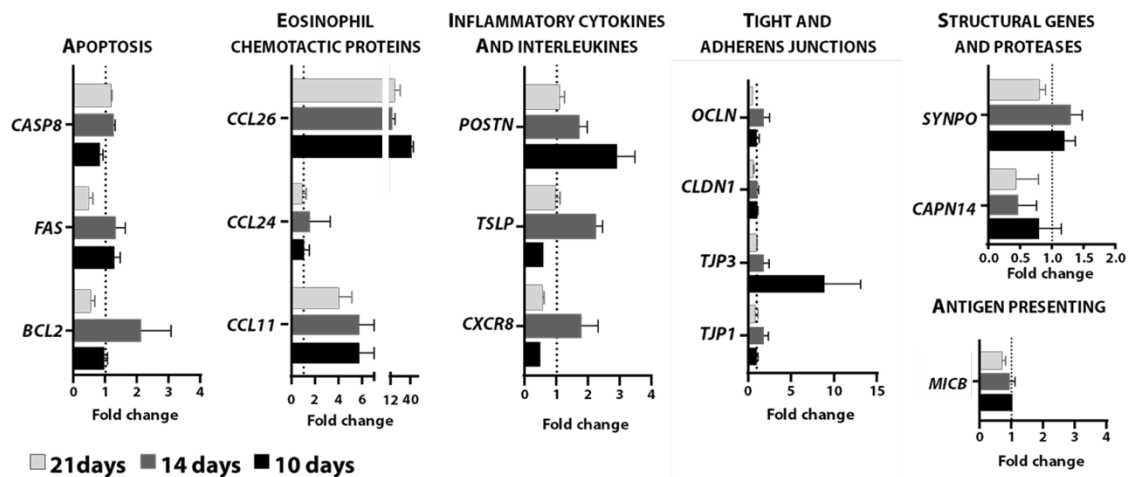 APOPTOSIS
CASP8
FAS
BCL2
0 1 2 3 4
Fold change
EOSINOPHIL
CHEMOTACTIC PROTEINS
CCL26
CCL24
CCL11
0 2 4 6 12 40
Fold change
INFLAMMATORY CYTOKINES
AND INTERLEUKINES
POSTN
TSLP
CXCR8
0 1 2 3 4
Fold change
TIGHT AND
ADHERENS JUNCTIONS
OCLN
CLDN1
TJP3
TJP1
0 5 10 15
Fold change
STRUCTURAL GENES
AND PROTEASES
SYNPO
CAPN14
0.0 0.5 1.0 1.5 2.0
Fold change
ANTIGEN PRESENTING
MICB
0 1 2 3 4
Fold change
21days 14 days 10 days